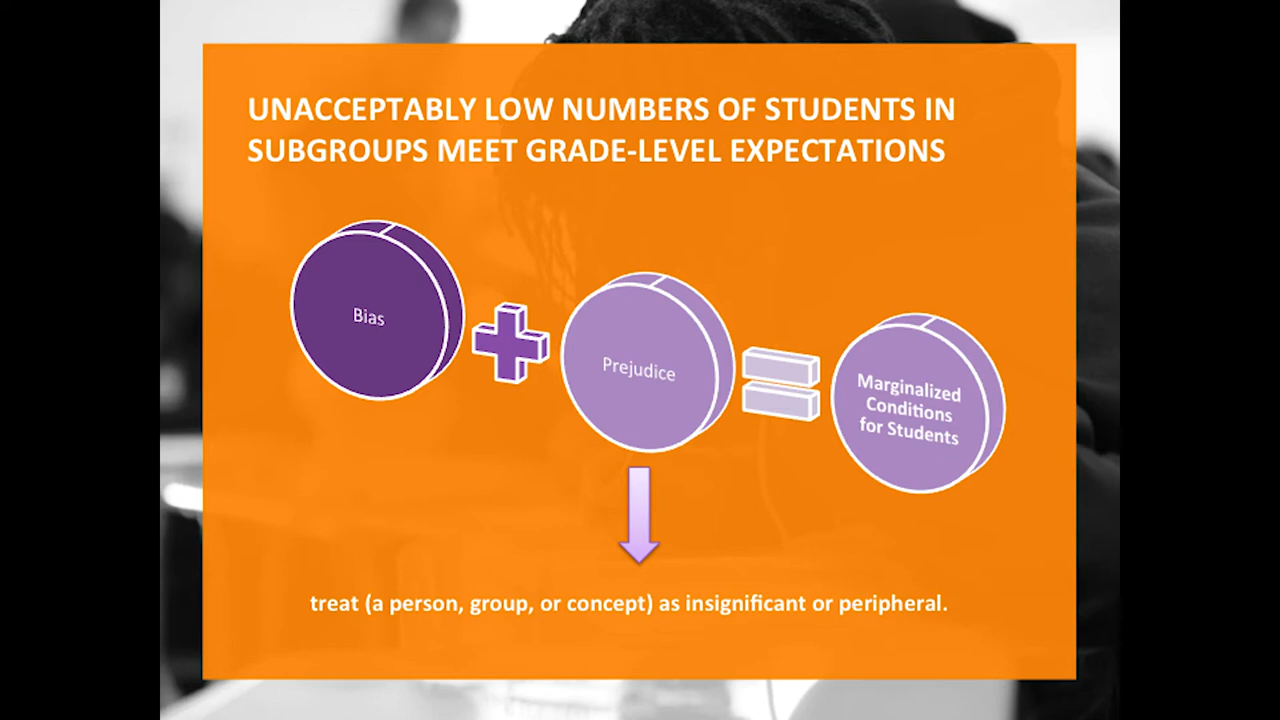 UNACCEPTABLY LOW NUMBERS OF STUDENTS IN
SUBGROUPS MEET GRADE-LEVEL EXPECTATIONS
Bias
Prejudice
Marginalized
Conditions
for Students
treat (a person, group, or concept) as insignificant or peripheral.